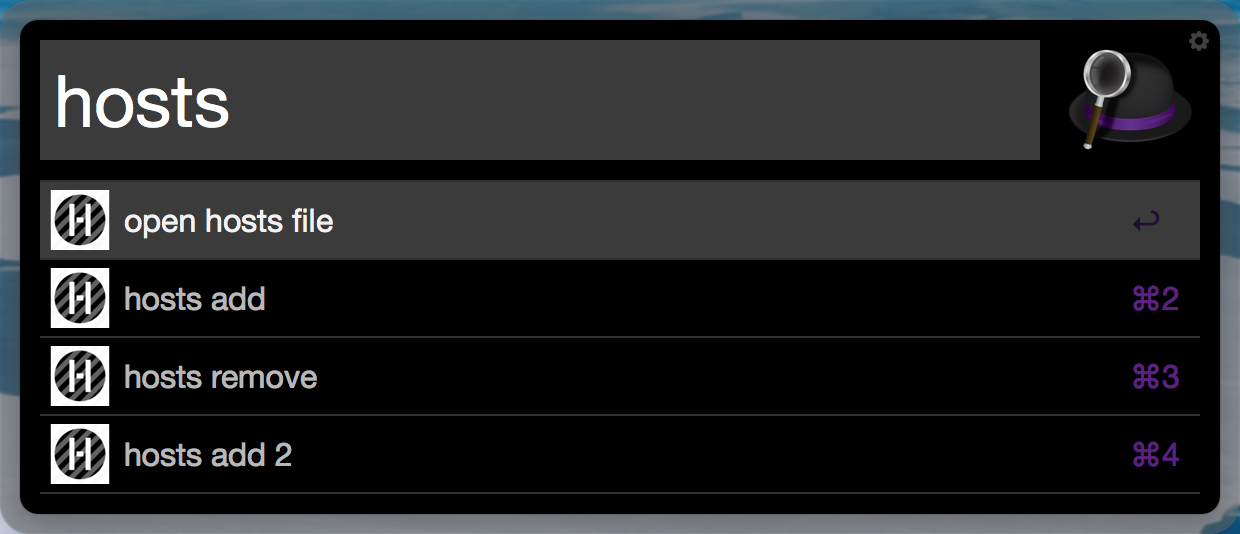 hosts
open hosts file ↩
hosts add ⌘2
hosts remove ⌘3
hosts add 2 ⌘4